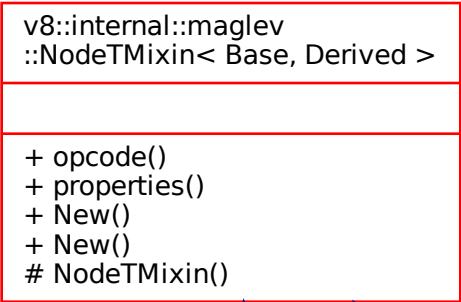 v8::internal::maglev
::NodeTMixin< Base, Derived >
+ opcode()
+ properties()
+ New()
+ New()
# NodeTMixin()